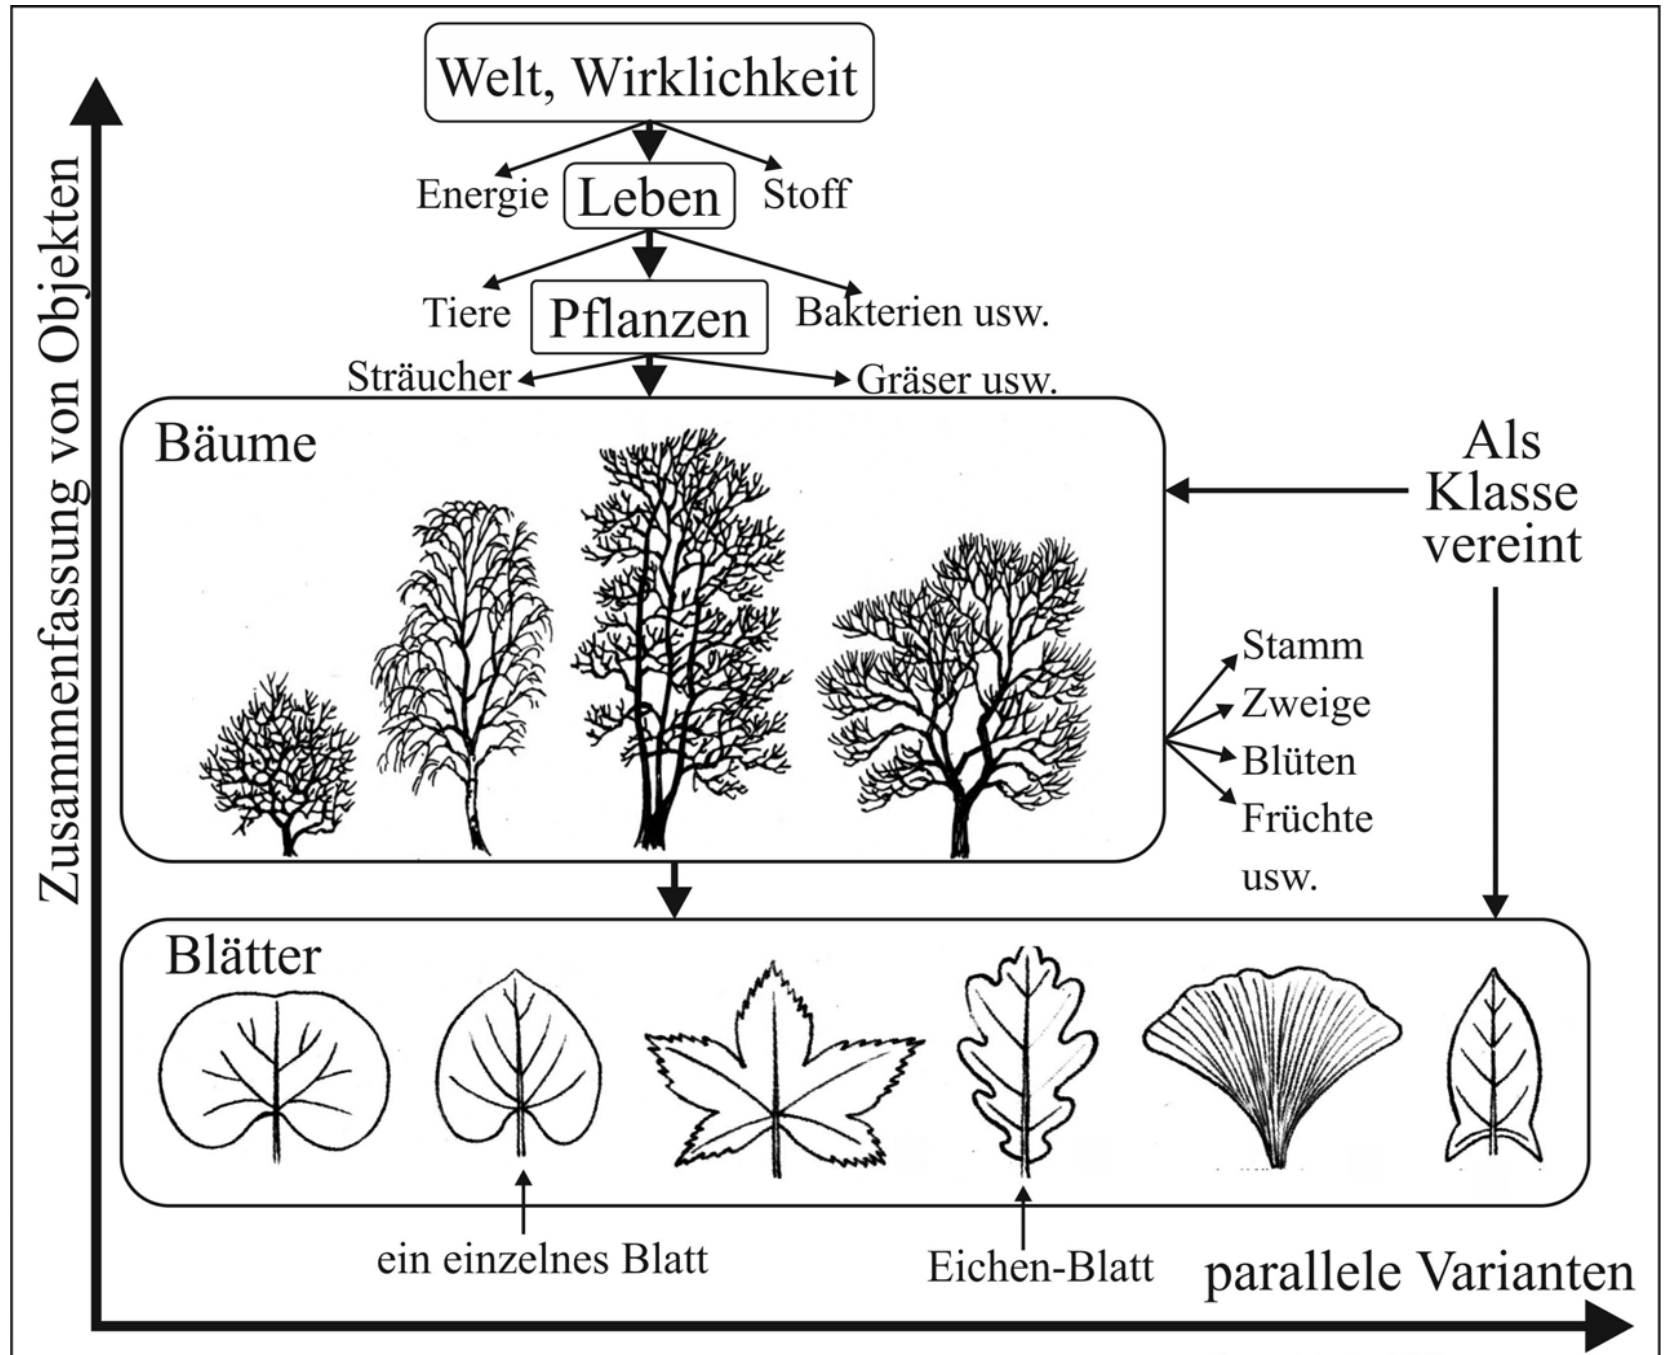 Welt, Wirklichkeit
Energie
Leben
Stoff
Tiere
Pflanzen
Bakterien usw.
Sträucher
Gräser usw.
Zusammenfassung von Objekten
Bäume
Als
Klasse
vereint
Stamm
Zweige
Blüten
Früchte
usw.
Blätter
ein einzelnes Blatt
Eichen-Blatt
parallele Varianten